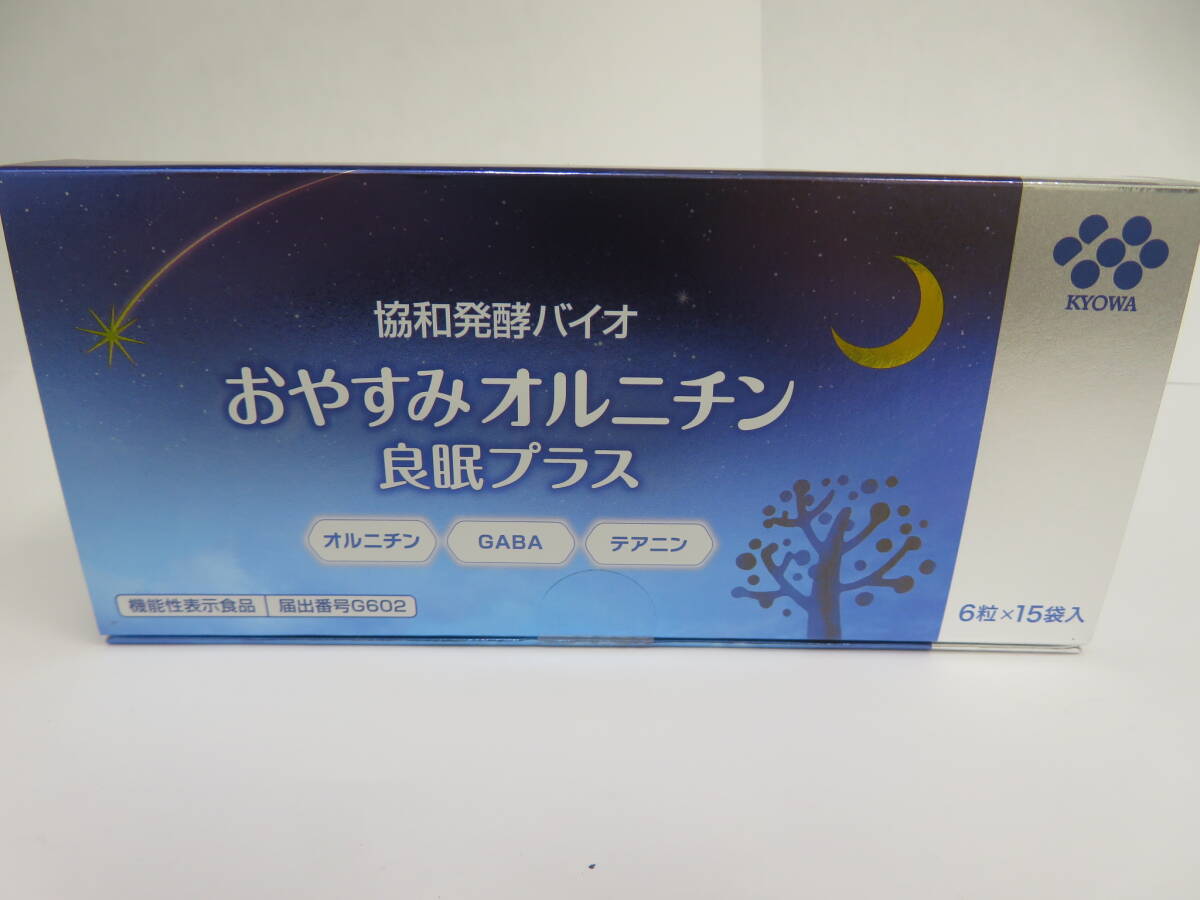 KYOWA
協和発酵バイオ
おやすみオルニチン
良眠プラス
オルニチン GABA テアニン
機能性表示食品 届出番号G602
6粒×15袋入